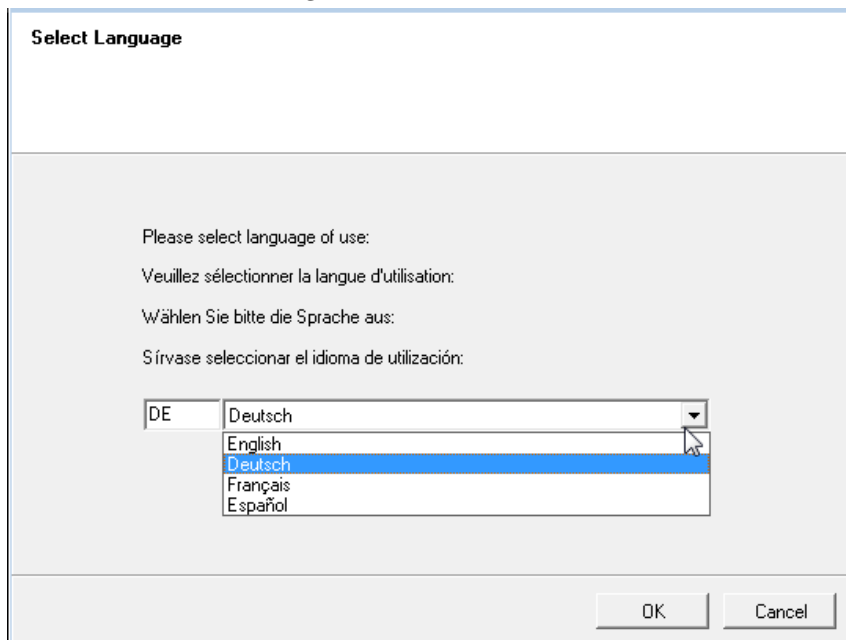 Select Language
Please select language of use:
Veuillez sélectionner la langue d'utilisation:
Wählen Sie bitte die Sprache aus:
Sírvase seleccionar el idioma de utilización:
DE Deutsch
English
Deutsch
Français
Español
OK Cancel